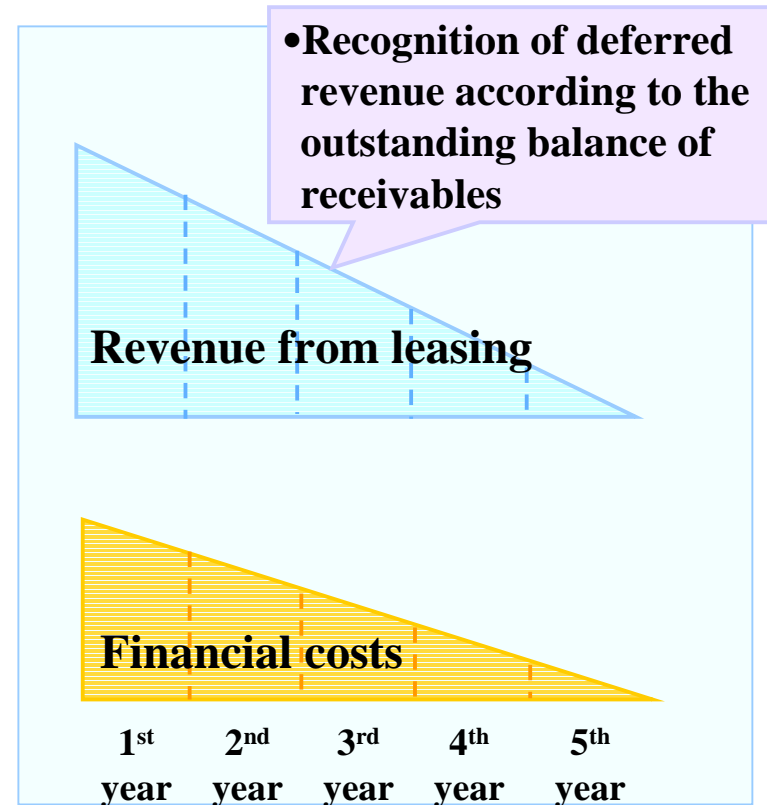 •Recognition of deferred
revenue according to the
outstanding balance of
receivables
Revenue from leasing
Financial costs
1st 2nd 3rd 4th 5th
year year year year year